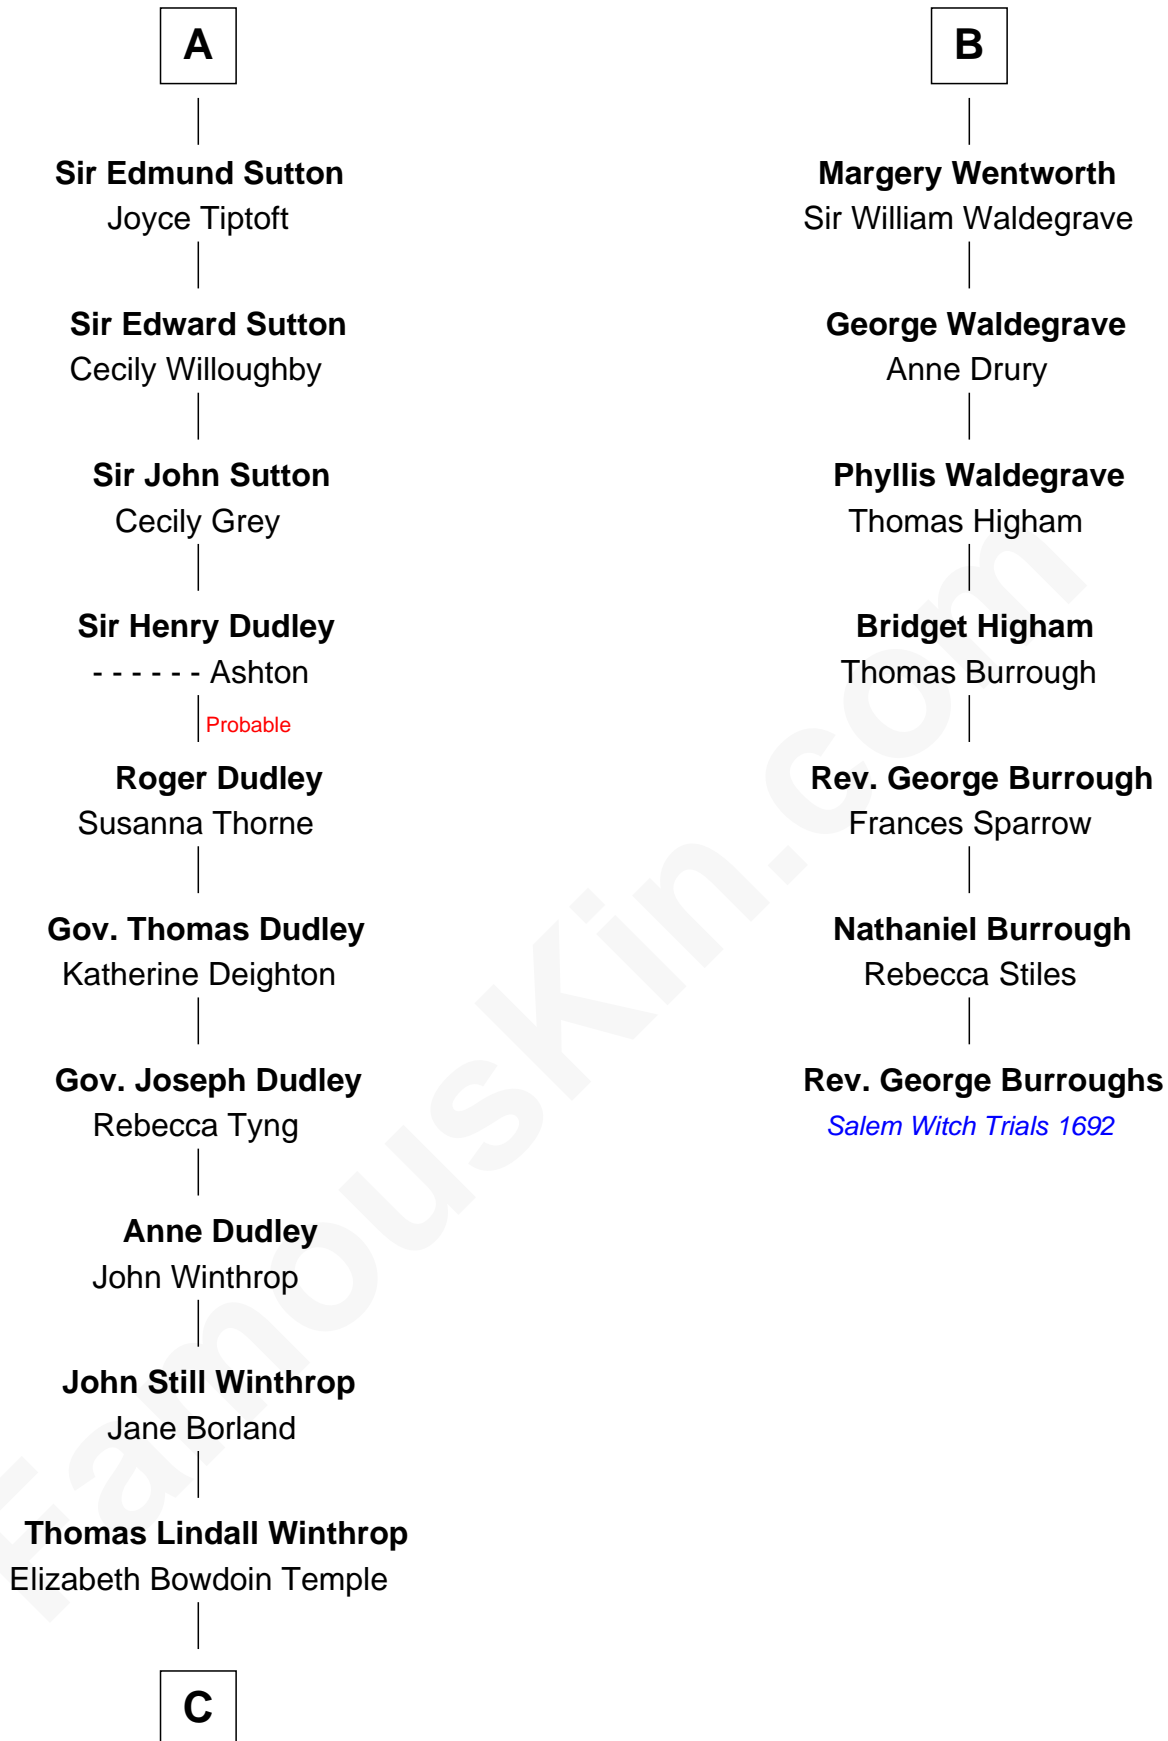 A
Sir Edmund Sutton
Joyce Tiptoft
Sir Edward Sutton
Cecily Willoughby
Sir John Sutton
Cecily Grey
Sir Henry Dudley
- - - - - - Ashton
Probable
Roger Dudley
Susanna Thorne
Gov. Thomas Dudley
Katherine Deighton
Gov. Joseph Dudley
Rebecca Tyng
Anne Dudley
John Winthrop
John Still Winthrop
Jane Borland
Thomas Lindall Winthrop
Elizabeth Bowdoin Temple
C
B
Margery Wentworth
Sir William Waldegrave
George Waldegrave
Anne Drury
Phyllis Waldegrave
Thomas Higham
Bridget Higham
Thomas Burrough
Rev. George Burrough
Frances Sparrow
Nathaniel Burrough
Rebecca Stiles
Rev. George Burroughs
Salem Witch Trials 1692
FamousKin.com